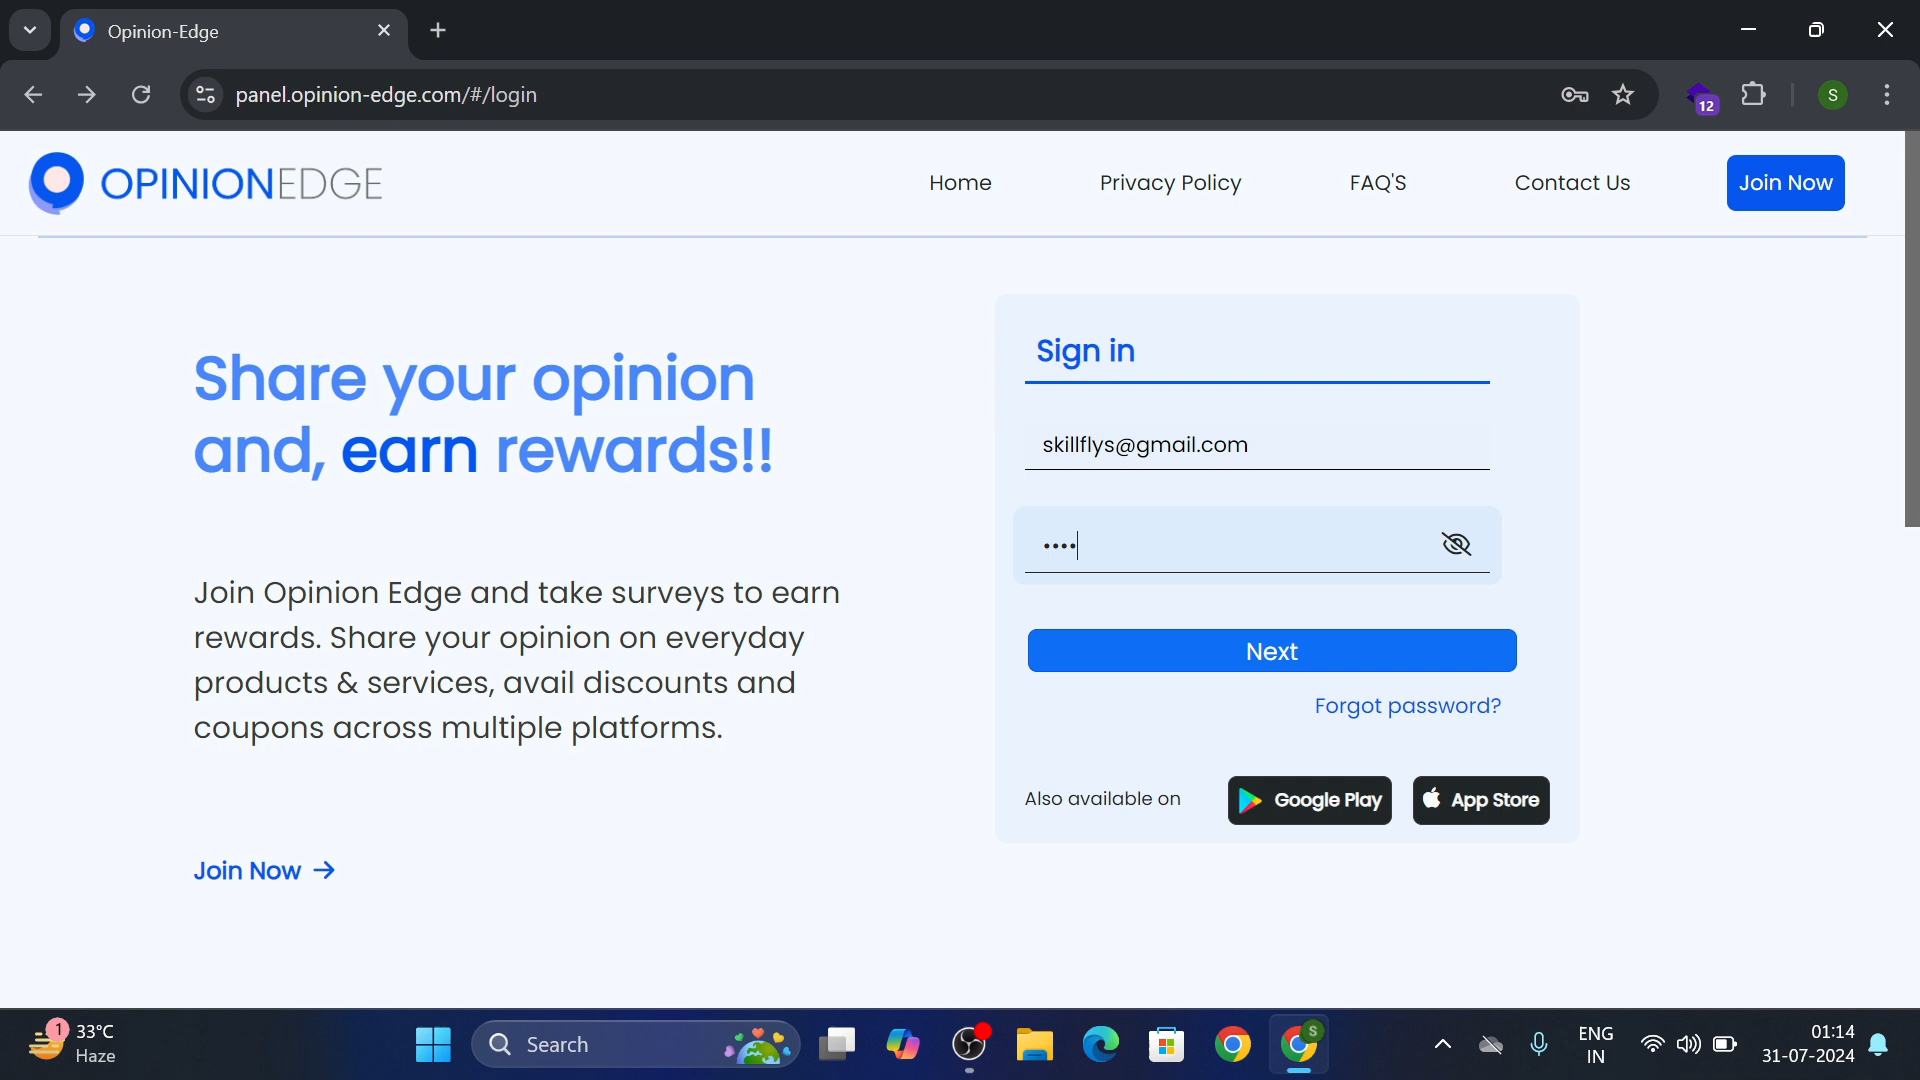 Opinion-Edge
panel.opinion-edge.com/#/login
12
S
OPINIONEDGE
Home
Privacy Policy
FAQ'S
Contact Us
Join Now
Share your opinion
and, earn rewards!!
Join Opinion Edge and take surveys to earn
rewards. Share your opinion on everyday
products & services, avail discounts and
coupons across multiple platforms.
Join Now →
Sign in
skillflys@gmail.com
••••
Next
Forgot password?
Also available on
Google Play
App Store
1
33°C
Haze
Search
S
ENG
IN
01:14
31-07-2024